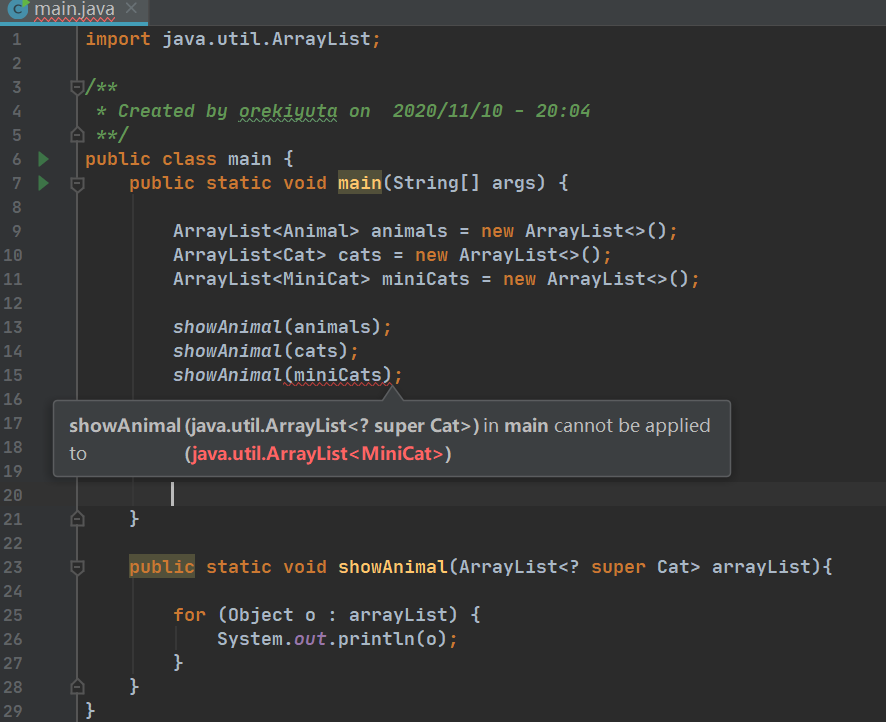 main.java
1 import java.util.ArrayList;
2
3 /**
4 * Created by orekiyuta on 2020/11/10 - 20:04
5 **/
6 public class main {
7 public static void main(String[] args) {
8
9 ArrayList<Animal> animals = new ArrayList<>();
10 ArrayList<Cat> cats = new ArrayList<>();
11 ArrayList<MiniCat> miniCats = new ArrayList<>();
12
13 showAnimal(animals);
14 showAnimal(cats);
15 showAnimal(miniCats);
16
17 showAnimal (java.util.ArrayList<? super Cat>) in main cannot be applied
18 to (java.util.ArrayList<MiniCat>)
19
20
21 }
22
23 public static void showAnimal(ArrayList<? super Cat> arrayList){
24
25 for (Object o : arrayList) {
26 System.out.println(o);
27 }
28 }
29 }